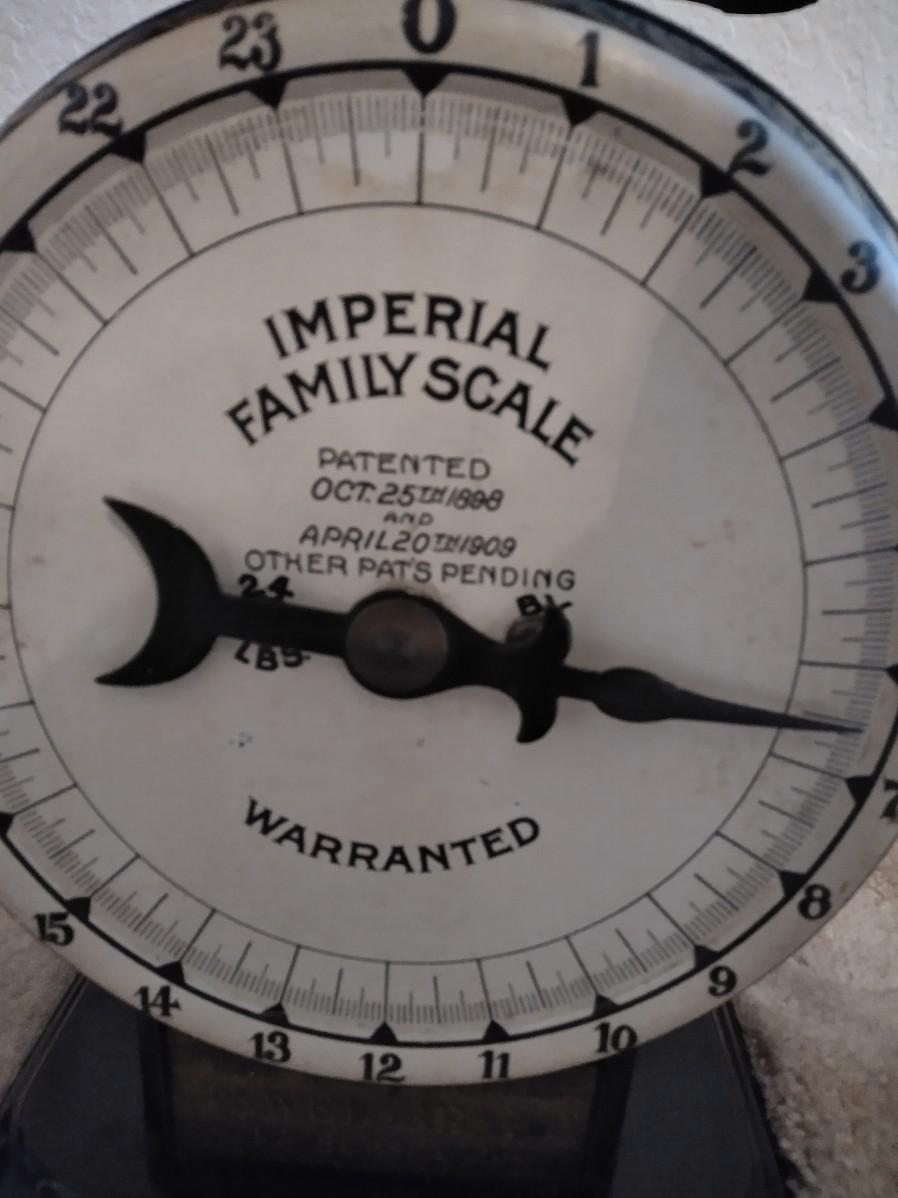 0
1
2
3
7
8
9
10
11
12
13
14
15
22
23
IMPERIAL
FAMILY SCALE
PATENTED
OCT. 25TH 1898
AND
APRIL 20TH 1909
OTHER PAT'S PENDING
24
BY
LBS.
WARRANTED